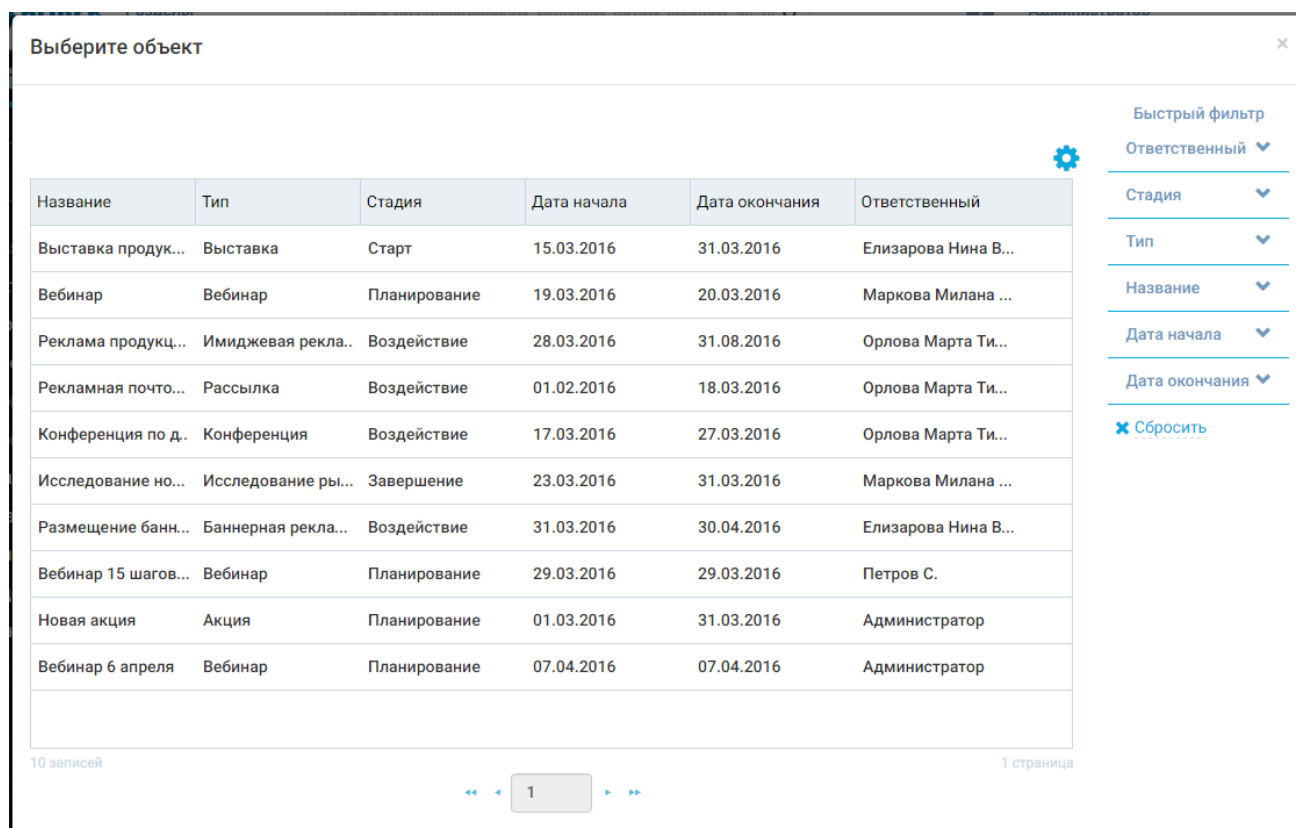 Выберите объект ×
Быстрый фильтр
Ответственный
Стадия
Тип
Название
Дата начала
Дата окончания
Сбросить
Название Тип Стадия Дата начала Дата окончания Ответственный
Выставка продук... Выставка Старт 15.03.2016 31.03.2016 Елизарова Нина В...
Вебинар Вебинар Планирование 19.03.2016 20.03.2016 Маркова Милана ...
Реклама продукц... Имиджевая рекла.. Воздействие 28.03.2016 31.08.2016 Орлова Марта Ти...
Рекламная почто... Рассылка Воздействие 01.02.2016 18.03.2016 Орлова Марта Ти...
Конференция по д.. Конференция Воздействие 17.03.2016 27.03.2016 Орлова Марта Ти...
Исследование но... Исследование ры... Завершение 23.03.2016 31.03.2016 Маркова Милана ...
Размещение банн... Баннерная рекла... Воздействие 31.03.2016 30.04.2016 Елизарова Нина В...
Вебинар 15 шагов... Вебинар Планирование 29.03.2016 29.03.2016 Петров С.
Новая акция Акция Планирование 01.03.2016 31.03.2016 Администратор
Вебинар 6 апреля Вебинар Планирование 07.04.2016 07.04.2016 Администратор
10 записей 1 страница
1